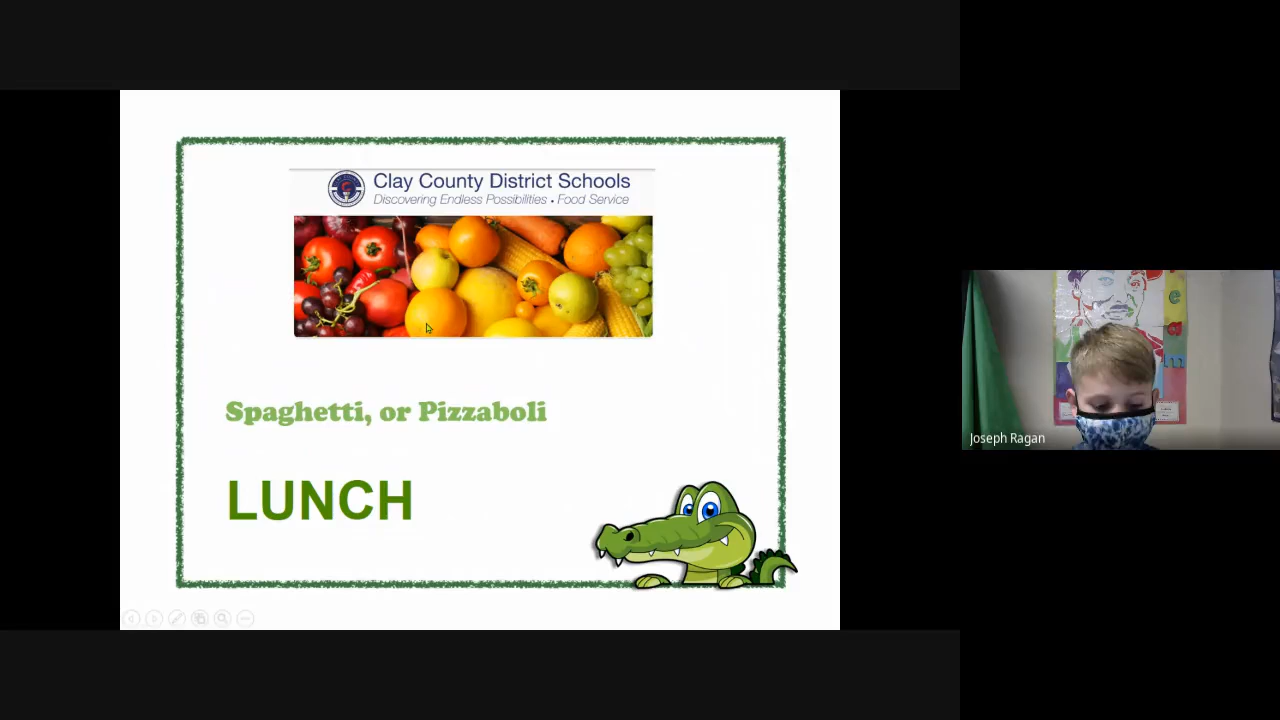 Clay County District Schools
Discovering Endless Possibilities • Food Service
Spaghetti, or Pizzaboli
LUNCH
Joseph Ragan
e
a
m